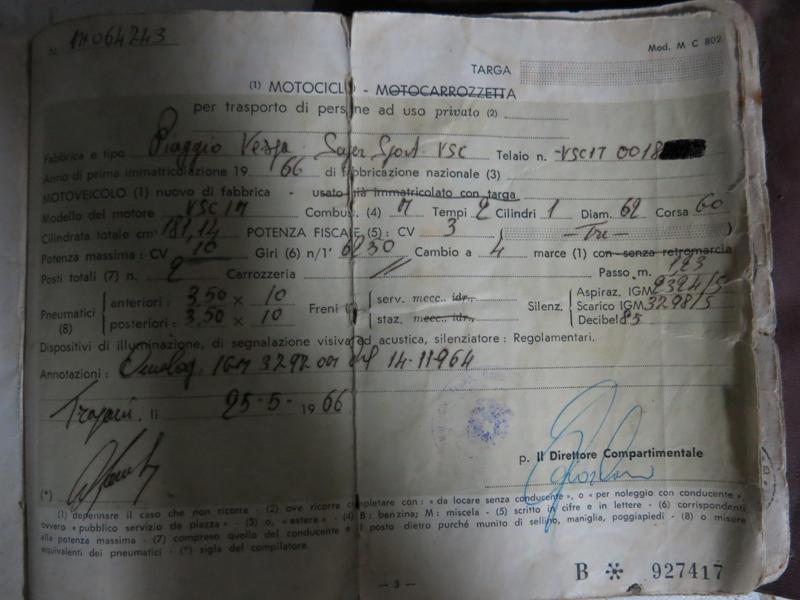 N. 064243
Mod. M C 802
TARGA
(1) MOTOCICLO - MOTOCARROZZETTA
per trasporto di persone ad uso privato (2)
Fabbrica e tipo Piaggio Vespa Super Sport VSC Telaio n. VSC1T 0018
Anno di prima immatricolazione 1966 di fabbricazione nazionale (3)
MOTOVEICOLO (1) nuovo di fabbrica - usato già immatricolato con targa
Modello del motore VSC1M Combus. (4) M Tempi 2 Cilindri 1 Diam. 62 Corsa 60
Cilindrata totale cm³ 181,14 POTENZA FISCALE (5): CV 3 (-Tre-)
Potenza massima: CV 10 Giri (6) n/1' 6230 Cambio a 4 marce (1) con - senza retromarcia
Posti totali (7) n. 2 Carrozzeria // Passo m. 1,23
Pneumatici (8)
anteriori: 3,50 x 10
posteriori: 3,50 x 10
Freni
serv. mecc., idr.,
staz. mecc., idr.,
Silenz.
Aspiraz. IGM 2324/S
Scarico IGM 3298/S
Decibel 85
Dispositivi di illuminazione, di segnalazione visiva ed acustica, silenziatore: Regolamentari.
Annotazioni: Omolog. IGM 3292 om del 14-11-964
Trapani, li 25-5-1966
p. Il Direttore Compartimentale
(*)
(1) depennare il caso che non ricorre - (2) ove ricorre completare con: « da locare senza conducente », o « per noleggio con conducente »,
ovvero « pubblico servizio da piazza » - (3) o, « estera » - (4) B: benzina; M: miscela - (5) scritto in cifre e in lettere - (6) corrispondenti
alla potenza massima - (7) compreso quello del conducente e il posto dietro purché munito di sellino, maniglia, poggiapiedi - (8) o misure
equivalenti dei pneumatici - (*) sigla del compilatore.
B * 927417
— 3 —